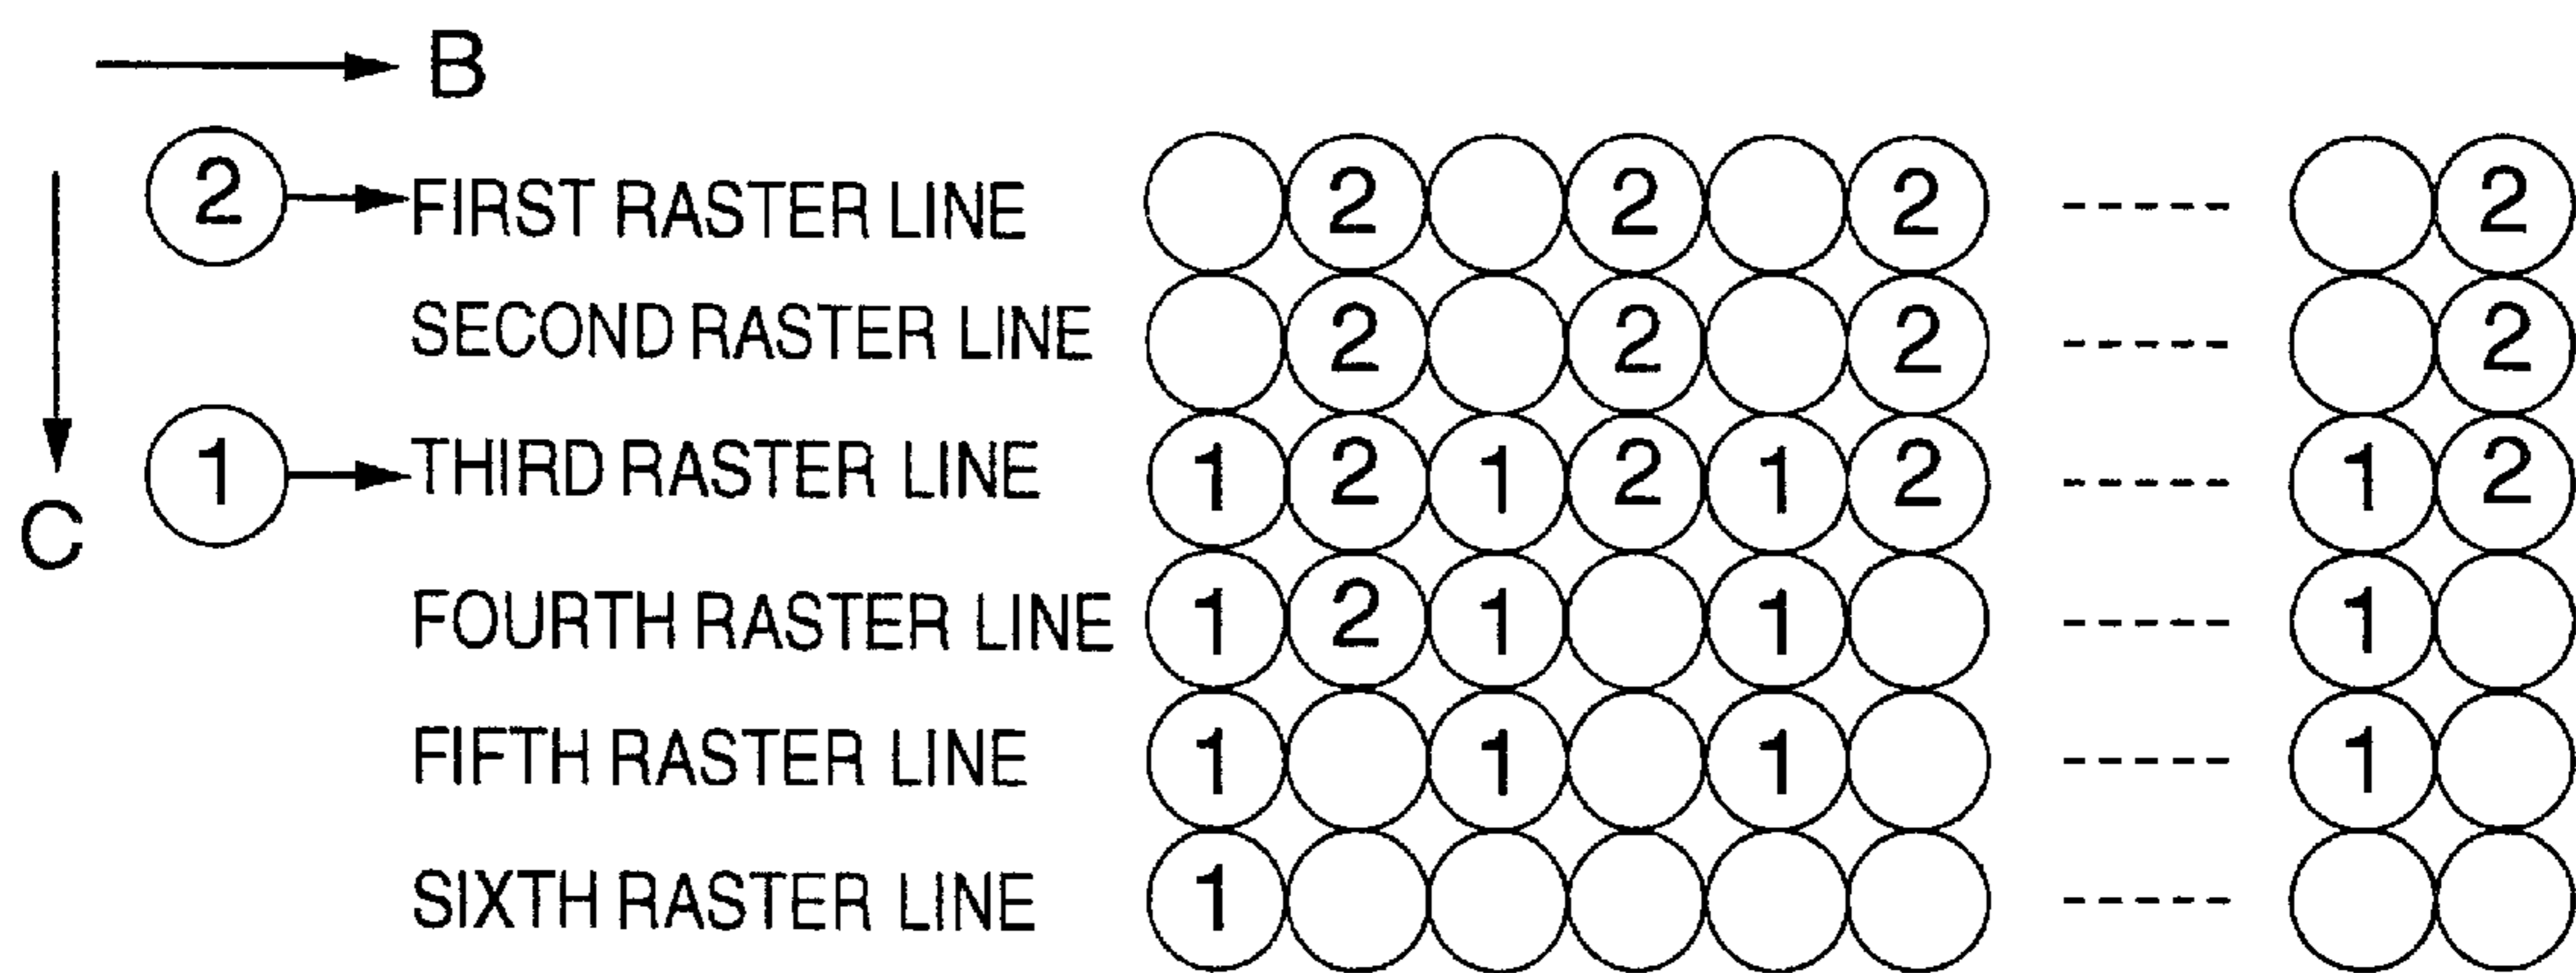 B
2 FIRST RASTER LINE 2 2 2 ----- 2
SECOND RASTER LINE 2 2 2 ----- 2
1 THIRD RASTER LINE 1 2 1 2 1 2 ----- 1 2
C
FOURTH RASTER LINE 1 2 1 1 ----- 1
FIFTH RASTER LINE 1 1 1 ----- 1
SIXTH RASTER LINE 1 -----